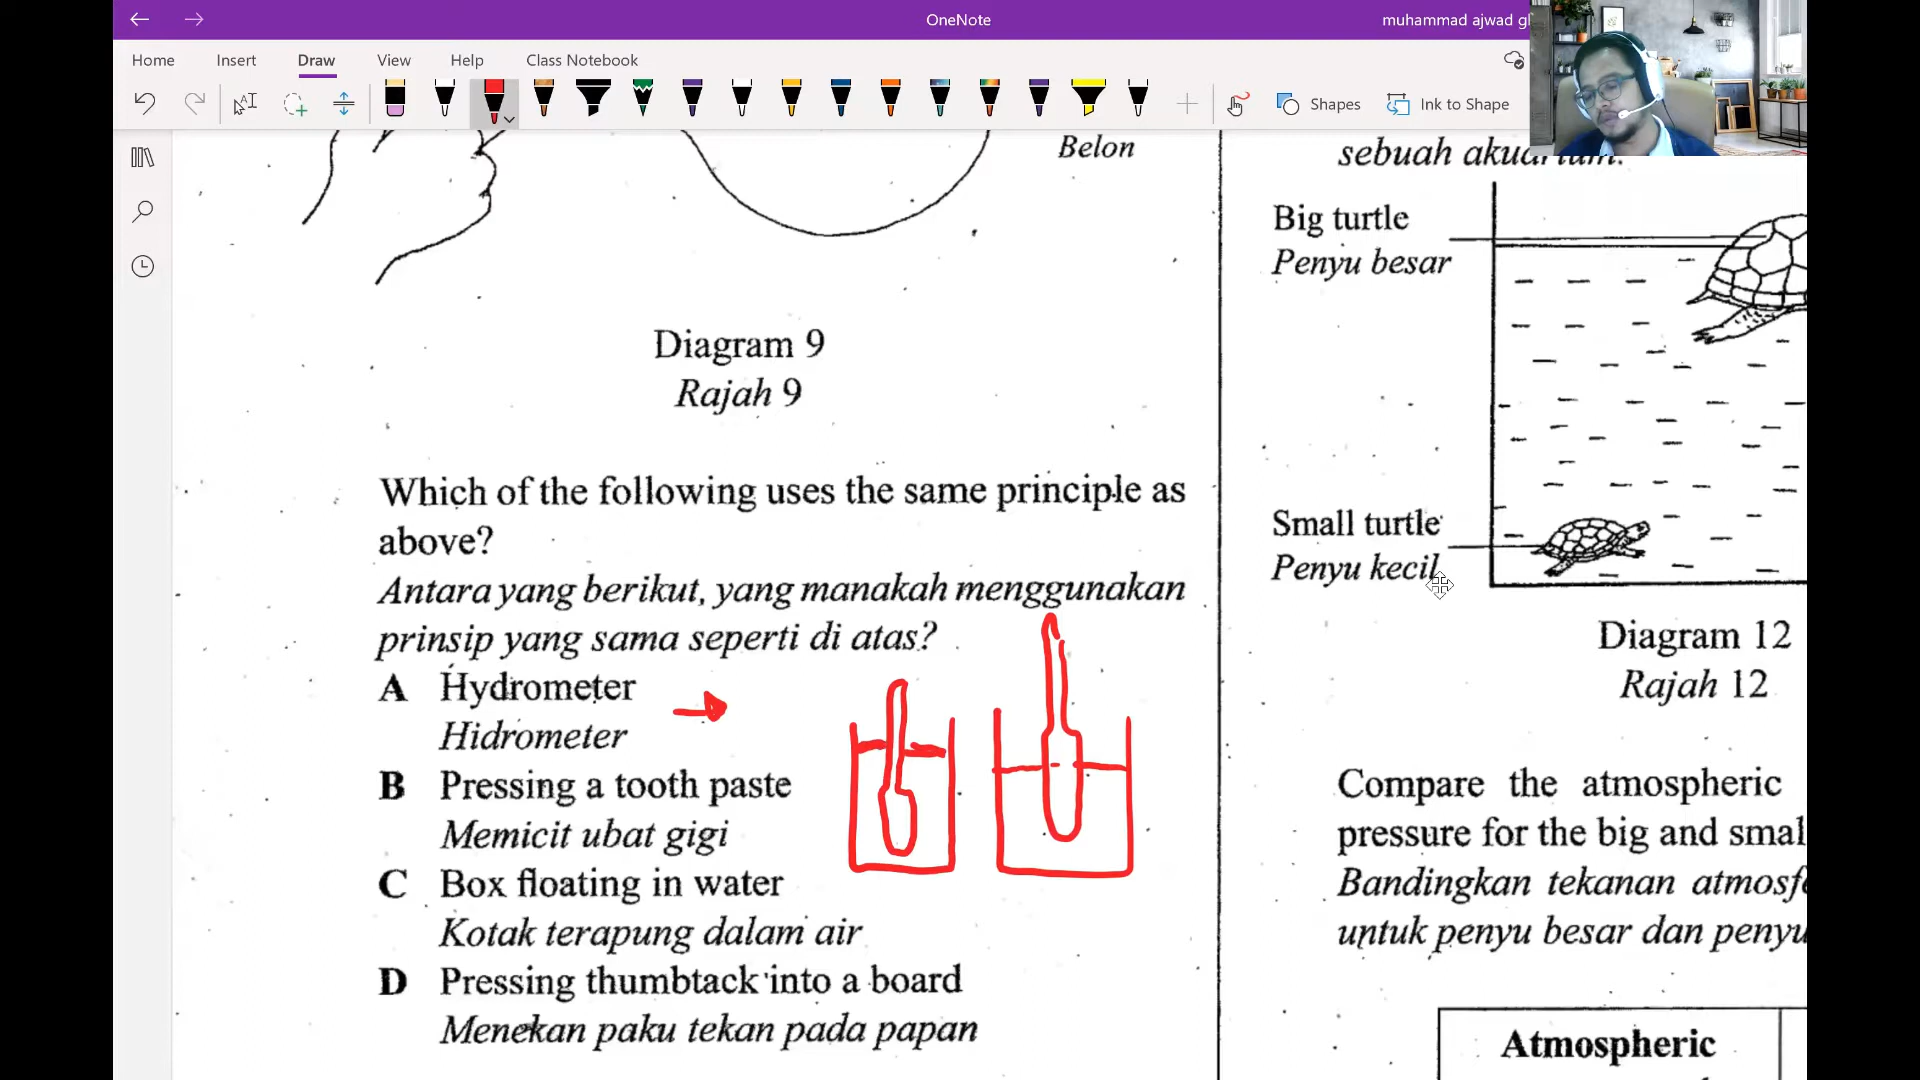 OneNote
muhammad ajwad
Home Insert Draw View Help Class Notebook
Shapes Ink to Shape
Belon
Diagram 9
Rajah 9
Which of the following uses the same principle as
above?
Antara yang berikut, yang manakah menggunakan
prinsip yang sama seperti di atas?
A Hydrometer
Hidrometer
B Pressing a tooth paste
Memicit ubat gigi
C Box floating in water
Kotak terapung dalam air
D Pressing thumbtack into a board
Menekan paku tekan pada papan
sebuah akuarium.
Big turtle
Penyu besar
Small turtle
Penyu kecil
Diagram 12
Rajah 12
Compare the atmospheric
pressure for the big and smal
Bandingkan tekanan atmosf
untuk penyu besar dan penyu
Atmospheric